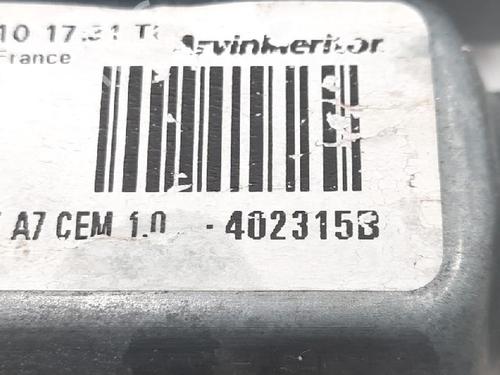 10 17:31 ArvinMeritor
France
A7 CEM 1.0 - 402315B